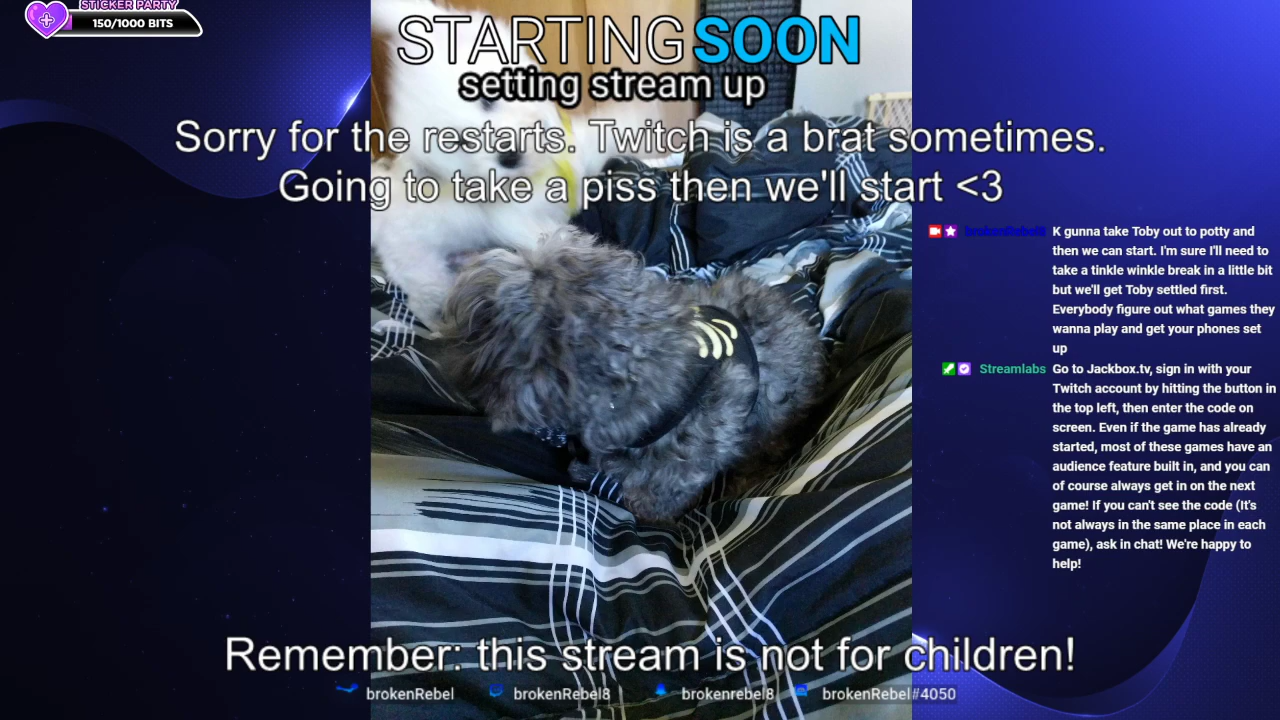 STICKER PARTY
150/1000 BITS
STARTING SOON
setting stream up
Sorry for the restarts. Twitch is a brat sometimes.
Going to take a piss then we'll start <3
brokenRebel8 K gunna take Toby out to potty and
then we can start. I'm sure I'll need to
take a tinkle winkle break in a little bit
but we'll get Toby settled first.
Everybody figure out what games they
wanna play and get your phones set
up
Streamlabs Go to Jackbox.tv, sign in with your
Twitch account by hitting the button in
the top left, then enter the code on
screen. Even if the game has already
started, most of these games have an
audience feature built in, and you can
of course always get in on the next
game! If you can't see the code (It's
not always in the same place in each
game), ask in chat! We're happy to
help!
Remember: this stream is not for children!
brokenRebel brokenRebel8 brokenrebel8 brokenRebel#4050